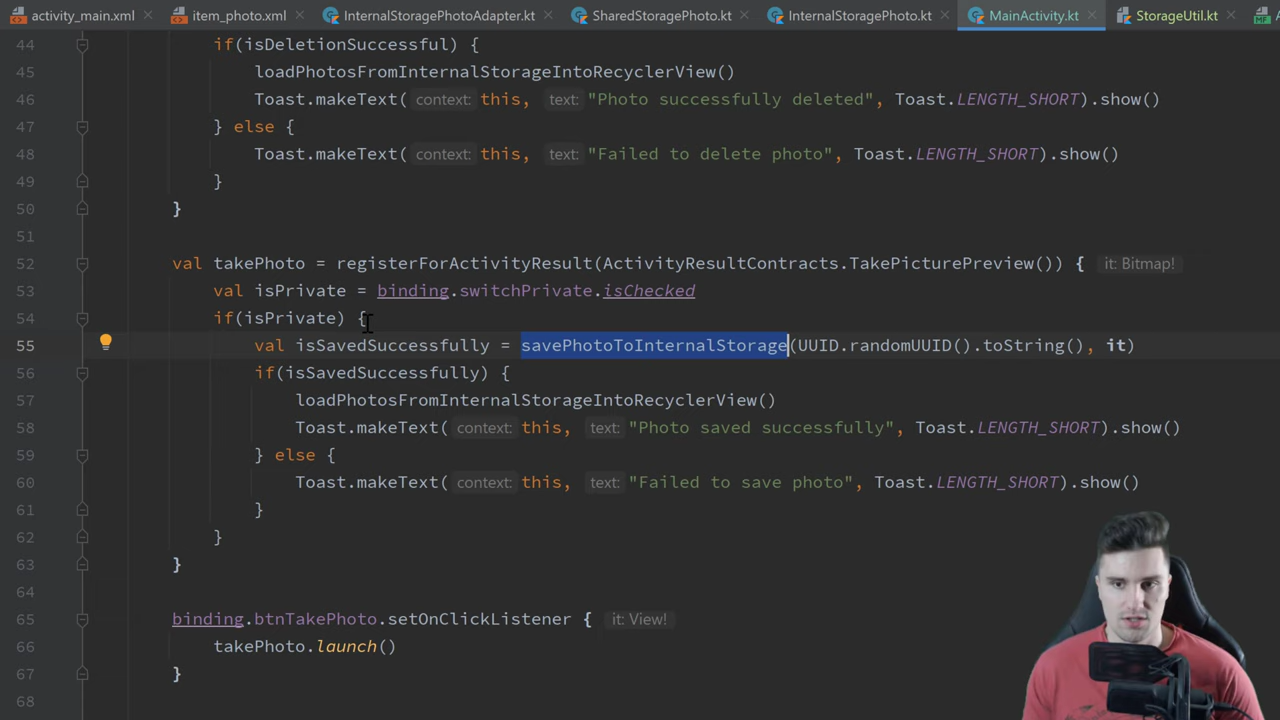 activity_main.xml × item_photo.xml × InternalStoragePhotoAdapter.kt × SharedStoragePhoto.kt × InternalStoragePhoto.kt × MainActivity.kt × StorageUtil.kt ×
44 if(isDeletionSuccessful) {
45 loadPhotosFromInternalStorageIntoRecyclerView()
46 Toast.makeText( context: this, text: "Photo successfully deleted", Toast.LENGTH_SHORT).show()
47 } else {
48 Toast.makeText( context: this, text: "Failed to delete photo", Toast.LENGTH_SHORT).show()
49 }
50 }
51
52 val takePhoto = registerForActivityResult(ActivityResultContracts.TakePicturePreview()) { it: Bitmap!
53 val isPrivate = binding.switchPrivate.isChecked
54 if(isPrivate) {
55 val isSavedSuccessfully = savePhotoToInternalStorage(UUID.randomUUID().toString(), it)
56 if(isSavedSuccessfully) {
57 loadPhotosFromInternalStorageIntoRecyclerView()
58 Toast.makeText( context: this, text: "Photo saved successfully", Toast.LENGTH_SHORT).show()
59 } else {
60 Toast.makeText( context: this, text: "Failed to save photo", Toast.LENGTH_SHORT).show()
61 }
62 }
63 }
64
65 binding.btnTakePhoto.setOnClickListener { it: View!
66 takePhoto.launch()
67 }
68